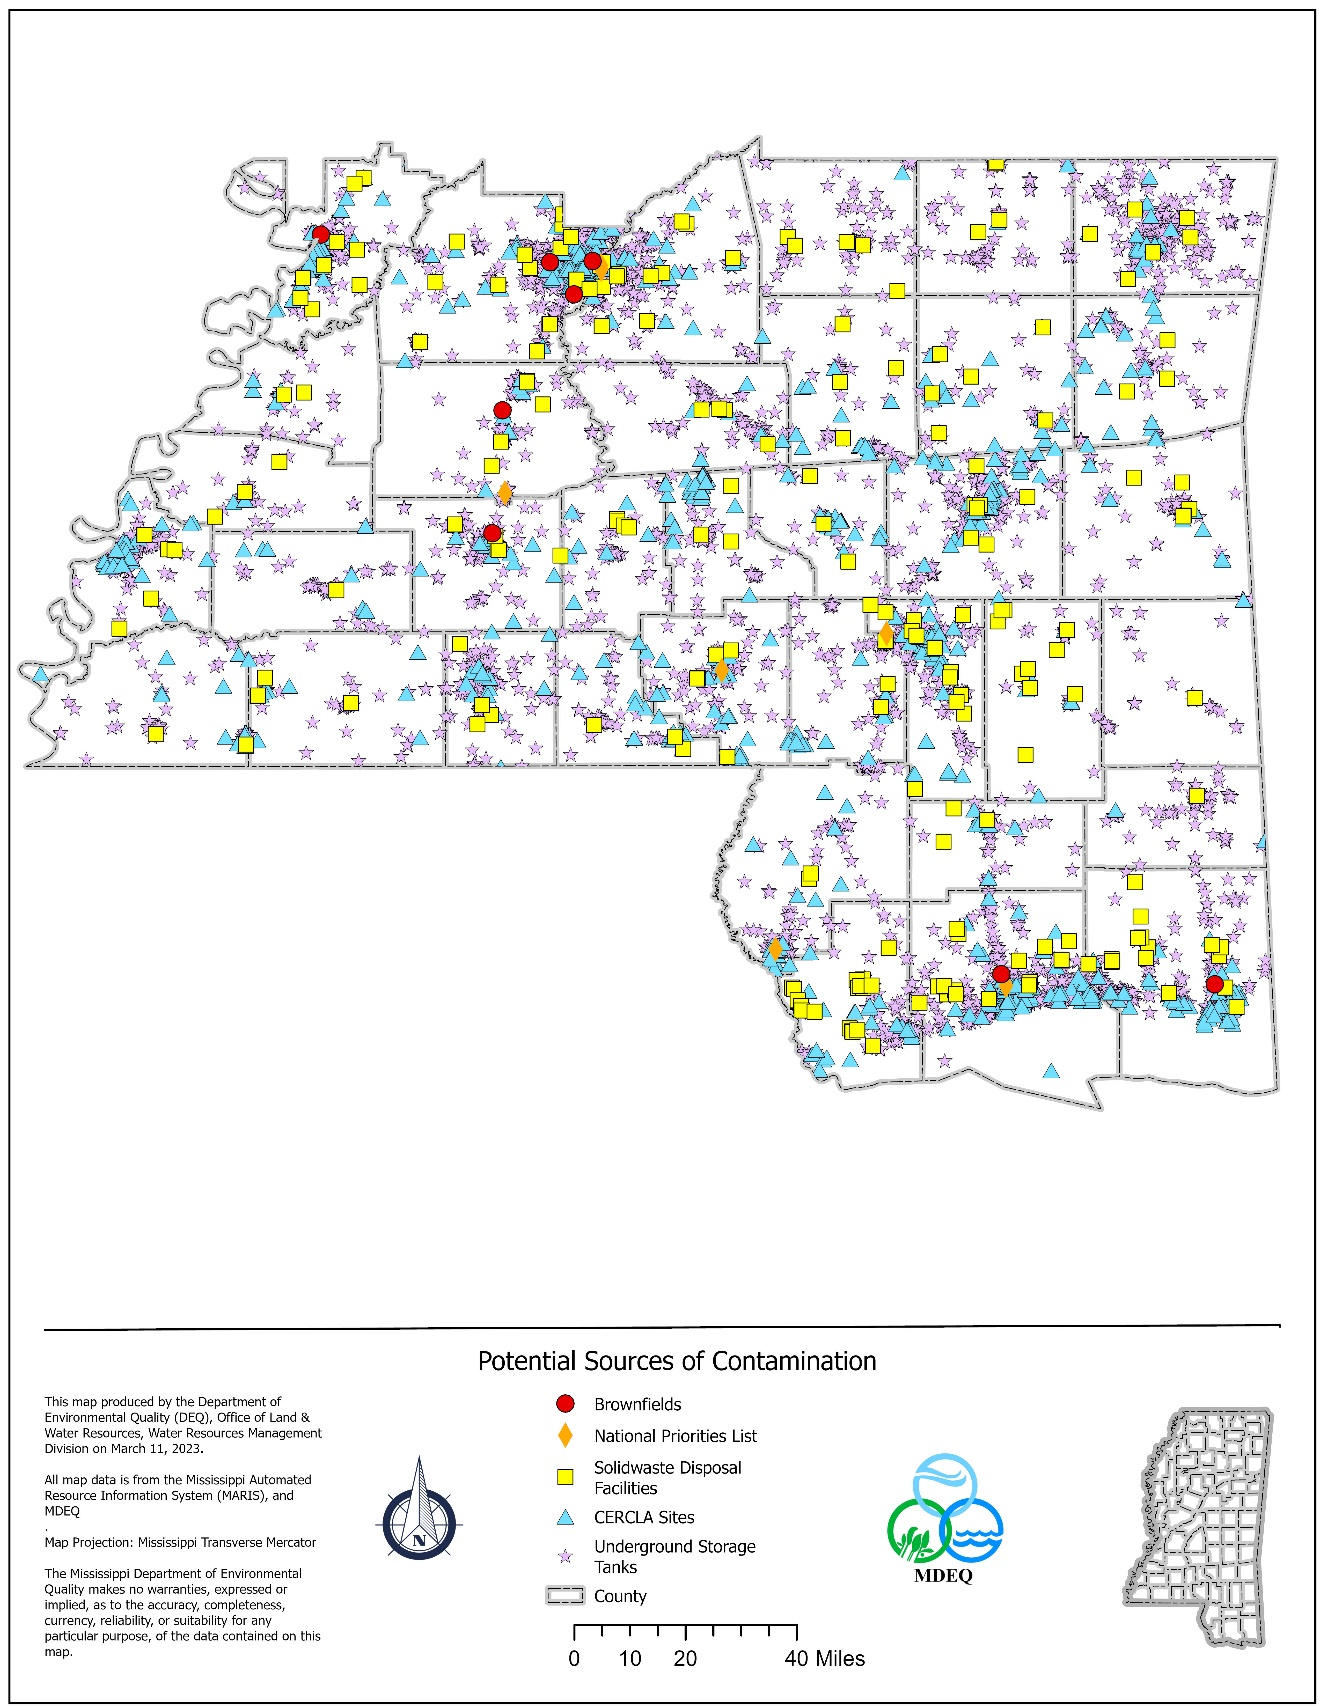 Potential Sources of Contamination
This map produced by the Department of
Environmental Quality (DEQ), Office of Land &
Water Resources, Water Resources Management
Division on March 11, 2023.
All map data is from the Mississippi Automated
Resource Information System (MARIS), and
MDEQ
.
Map Projection: Mississippi Transverse Mercator
The Mississippi Department of Environmental
Quality makes no warranties, expressed or
implied, as to the accuracy, completeness,
currency, reliability, or suitability for any
particular purpose, of the data contained on this
map.
N
Brownfields
National Priorities List
Solidwaste Disposal
Facilities
CERCLA Sites
Underground Storage
Tanks
County
0 10 20 40 Miles
MDEQ